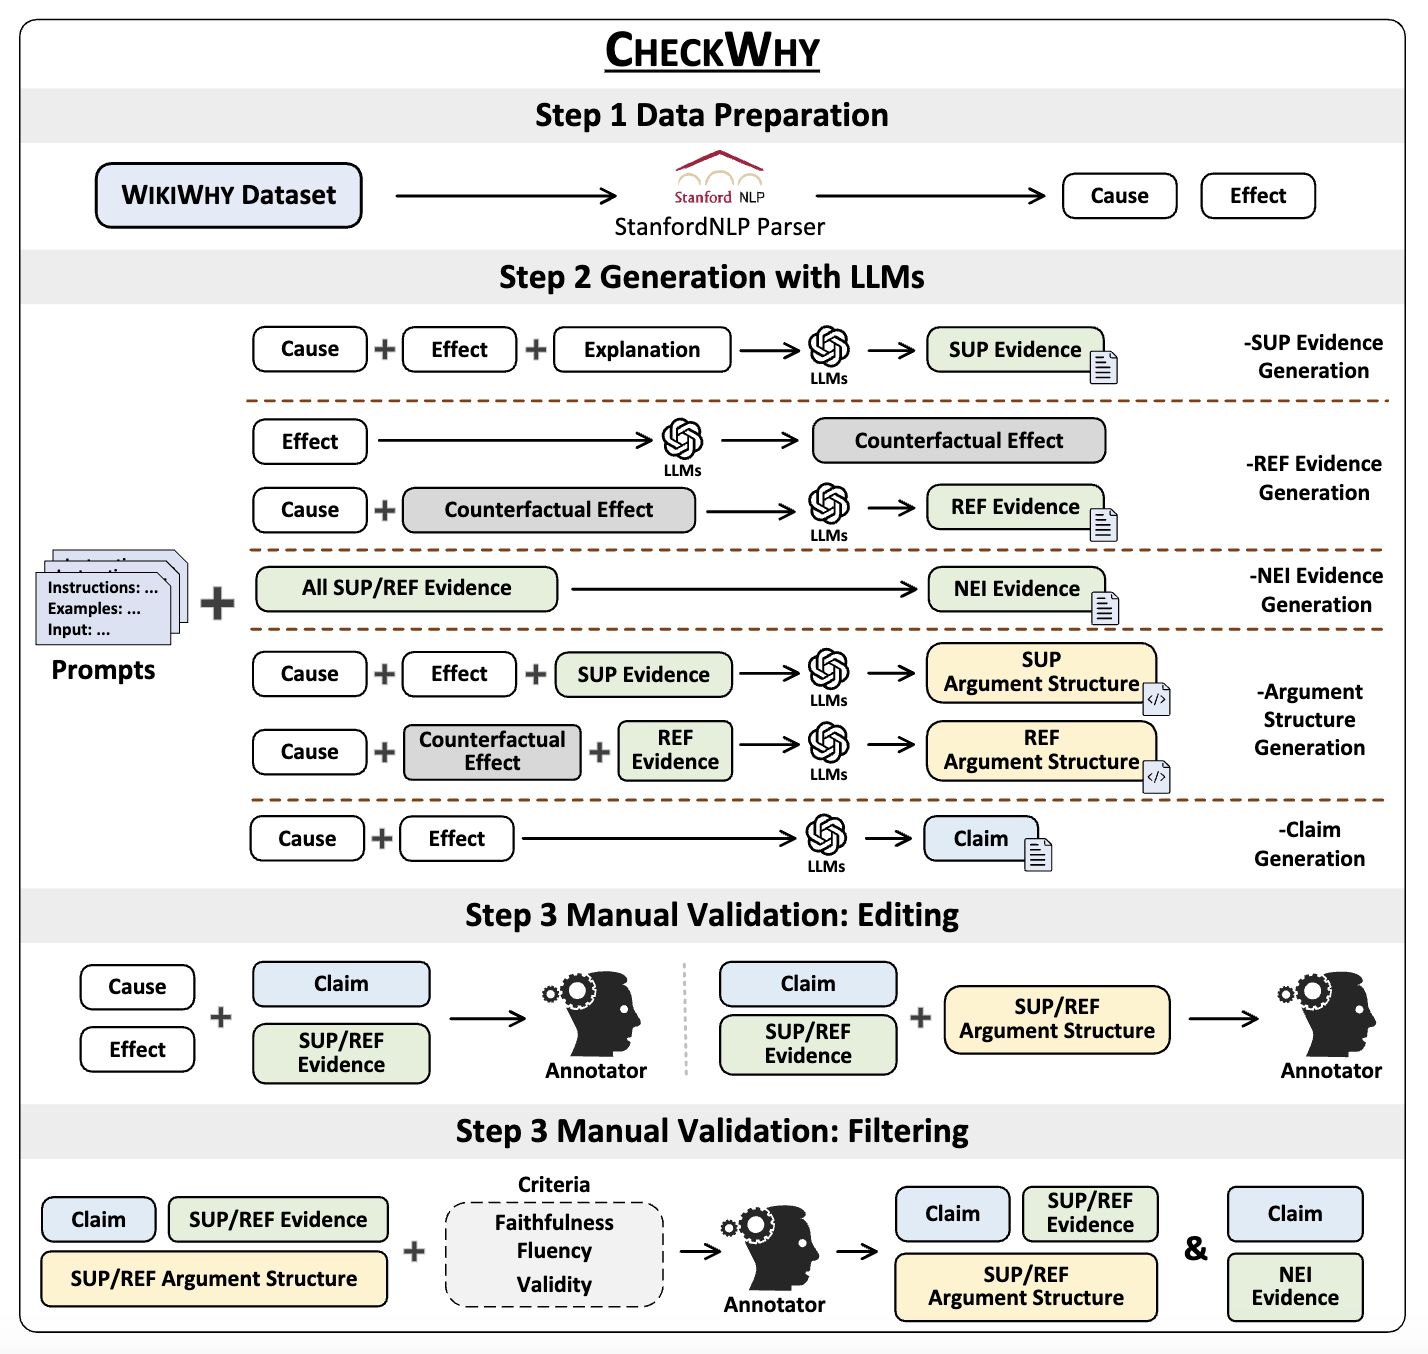 CHECKWHY
Step 1 Data Preparation
WIKIWHY Dataset
Stanford NLP
StanfordNLP Parser
Cause
Effect
Step 2 Generation with LLMs
Instructions: ...
Examples: ...
Input: ...
Prompts
+
Cause + Effect + Explanation
LLMs
SUP Evidence
-SUP Evidence
Generation
Effect
LLMs
Counterfactual Effect
Cause + Counterfactual Effect
LLMs
REF Evidence
-REF Evidence
Generation
All SUP/REF Evidence
NEI Evidence
-NEI Evidence
Generation
Cause + Effect + SUP Evidence
LLMs
SUP
Argument Structure
</>
Cause + Counterfactual
Effect
+ REF
Evidence
LLMs
REF
Argument Structure
</>
-Argument
Structure
Generation
Cause + Effect
LLMs
Claim
-Claim
Generation
Step 3 Manual Validation: Editing
Cause
Effect
+
Claim
SUP/REF
Evidence
Annotator
Claim
SUP/REF
Evidence
+
SUP/REF
Argument Structure
Annotator
Step 3 Manual Validation: Filtering
Claim
SUP/REF Evidence
SUP/REF Argument Structure
+
Criteria
Faithfulness
Fluency
Validity
Annotator
Claim
SUP/REF
Evidence
SUP/REF
Argument Structure
&
Claim
NEI
Evidence